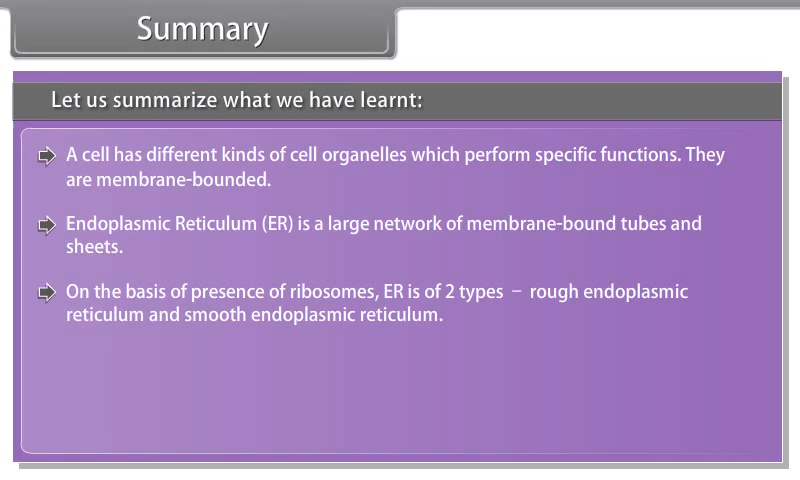 Summary
Let us summarize what we have learnt:
A cell has different kinds of cell organelles which perform specific functions. They
are membrane-bounded.
Endoplasmic Reticulum (ER) is a large network of membrane-bound tubes and
sheets.
On the basis of presence of ribosomes, ER is of 2 types – rough endoplasmic
reticulum and smooth endoplasmic reticulum.